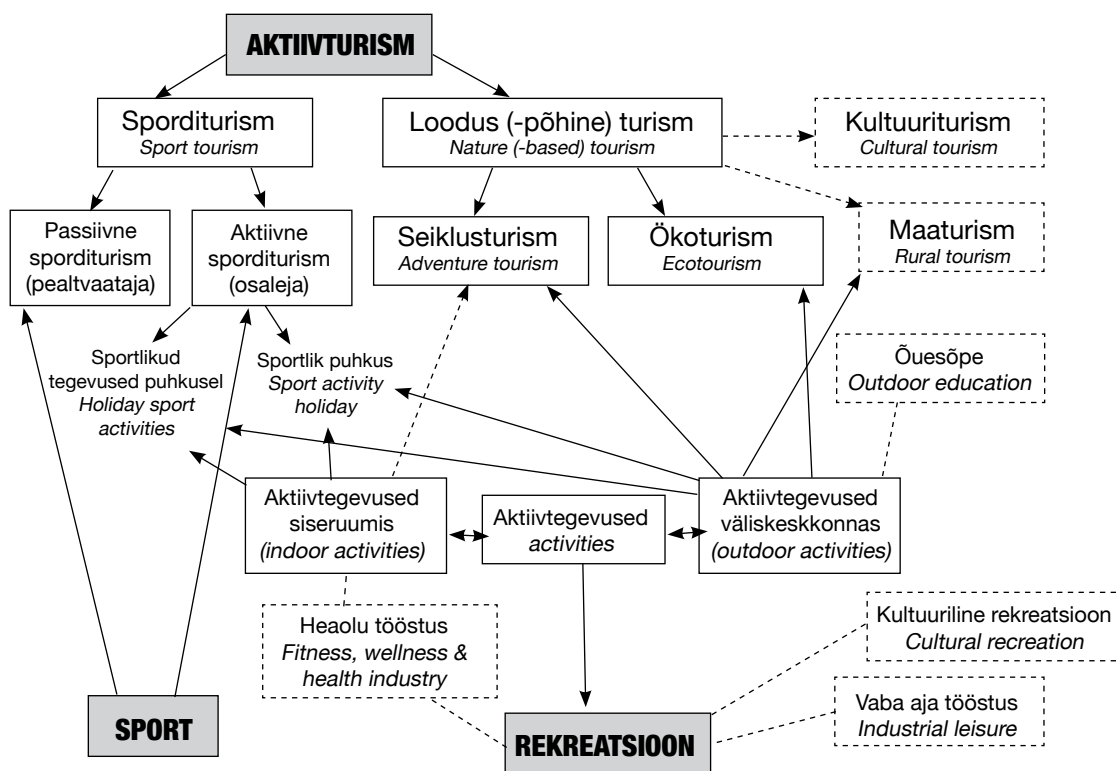 AKTIIVTURISM
Sporditurism
Sport tourism
Loodus (-põhine) turism
Nature (-based) tourism
Kultuuriturism
Cultural tourism
Passiivne
sporditurism
(pealtvaataja)
Aktiivne
sporditurism
(osaleja)
Seiklusturism
Adventure tourism
Ökoturism
Ecotourism
Maaturism
Rural tourism
Sportlikud
tegevused puhkusel
Holiday sport
activities
Sportlik puhkus
Sport activity
holiday
Õuesõpe
Outdoor education
Aktiivtegevused
siseruumis
(indoor activities)
Aktiivtegevused
activities
Aktiivtegevused
väliskeskkonnas
(outdoor activities)
Heaolu tööstus
Fitness, wellness &
health industry
Kultuuriline rekreatsioon
Cultural recreation
Vaba aja tööstus
Industrial leisure
SPORT
REKREATSIOON